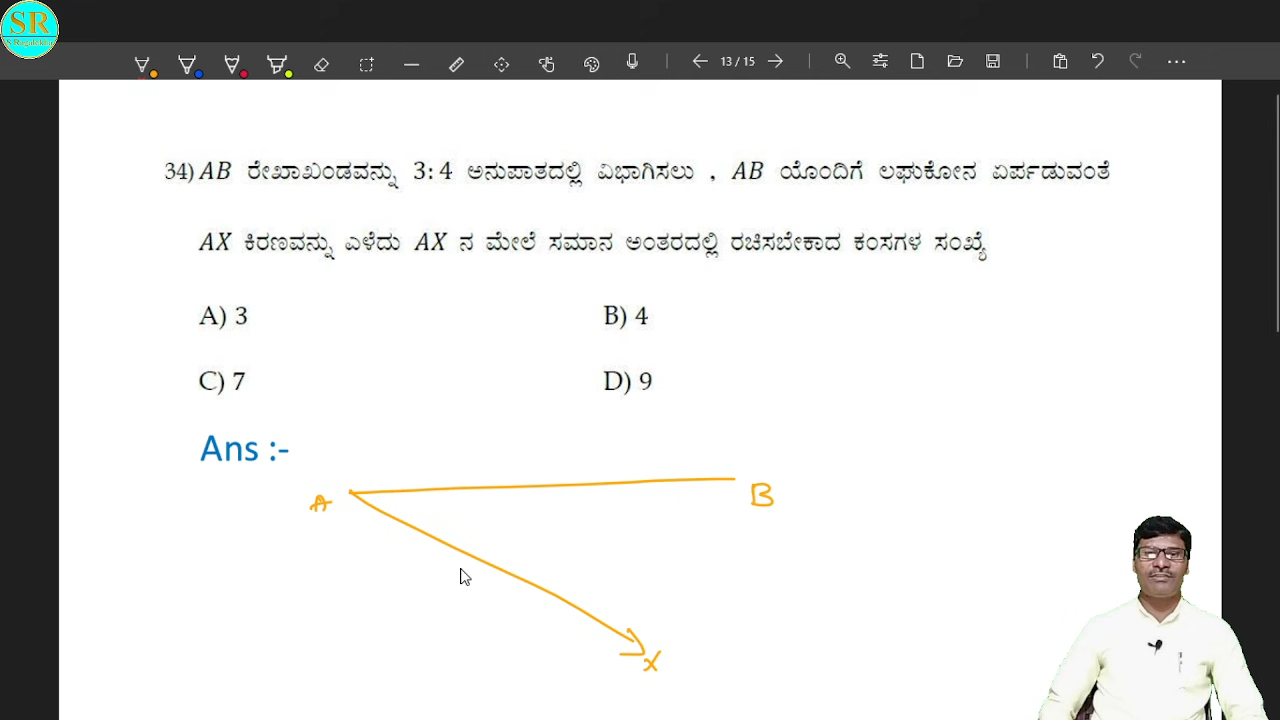 SR
13 / 15
34) AB ರೇಖಾಖಂಡವನ್ನು 3: 4 ಅನುಪಾತದಲ್ಲಿ ವಿಭಾಗಿಸಲು , AB ಯೊಂದಿಗೆ ಲಘುಕೋನ ಏರ್ಪಡುವಂತೆ
AX ಕಿರಣವನ್ನು ಎಳೆದು AX ನ ಮೇಲೆ ಸಮಾನ ಅಂತರದಲ್ಲಿ ರಚಿಸಬೇಕಾದ ಕಂಸಗಳ ಸಂಖ್ಯೆ
A) 3 B) 4
C) 7 D) 9
Ans :-
A B
X